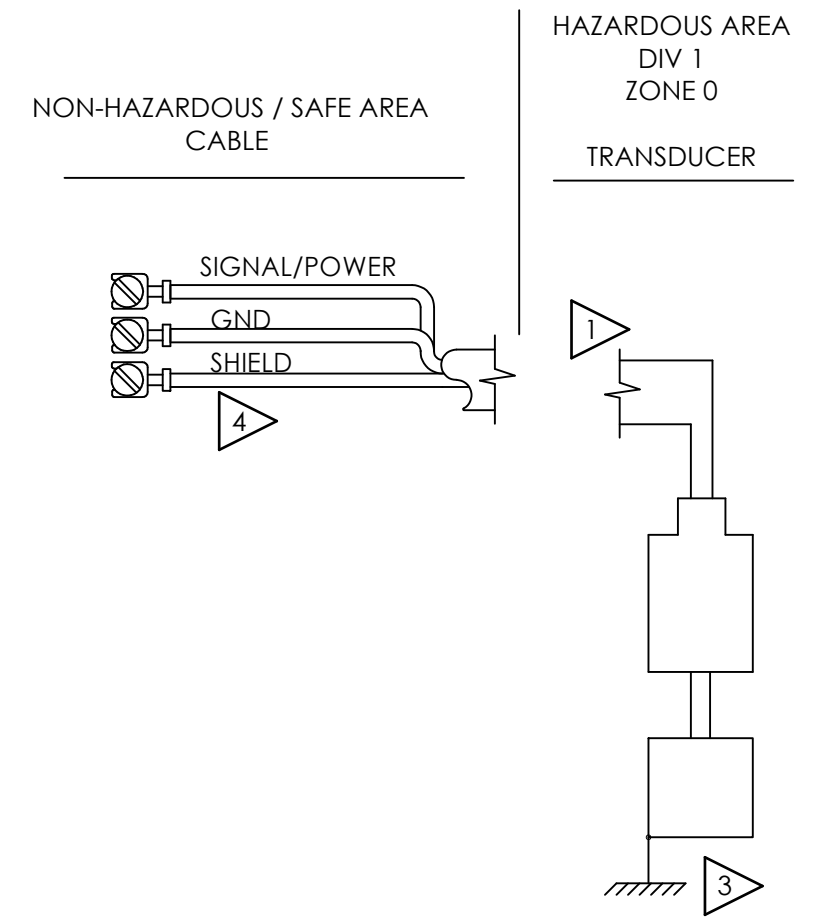 NON-HAZARDOUS / SAFE AREA
CABLE
HAZARDOUS AREA
DIV 1
ZONE 0
TRANSDUCER
SIGNAL/POWER
GND
SHIELD
4
1
3